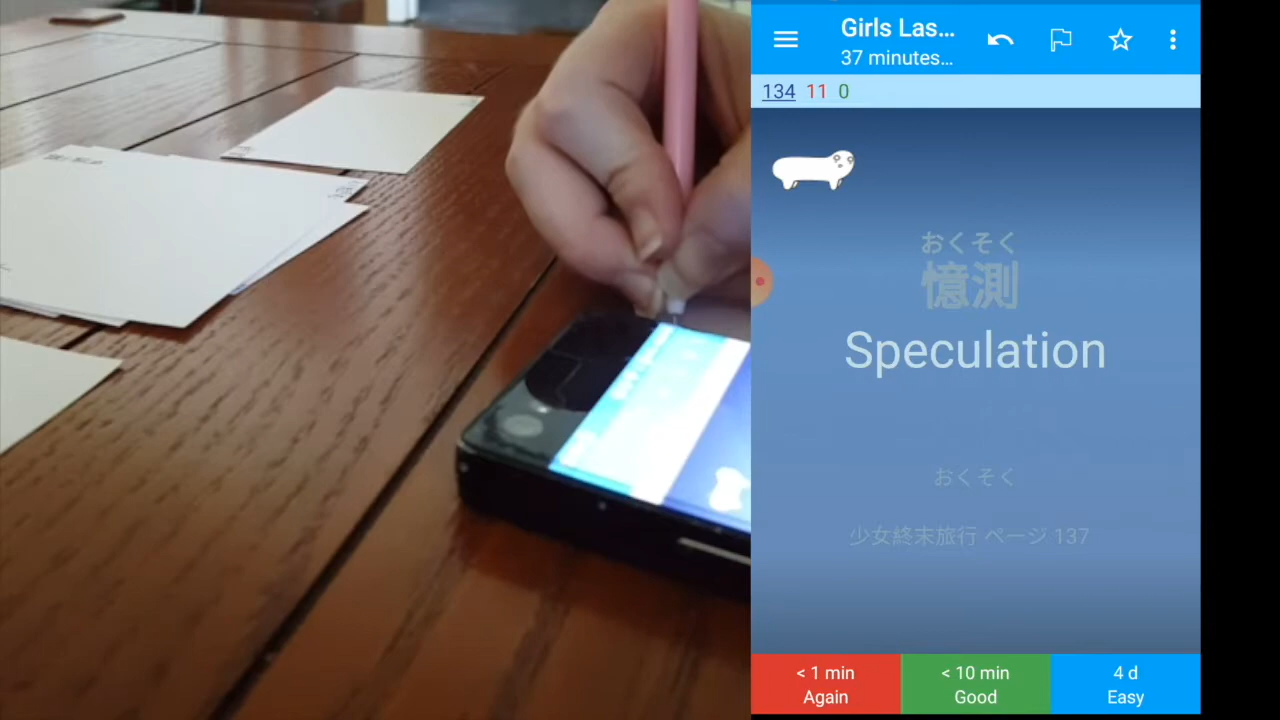 Girls Las...
37 minutes...
134 11 0
おくそく
憶測
Speculation
おくそく
少女終末旅行 ページ 137
< 1 min
Again
< 10 min
Good
4 d
Easy